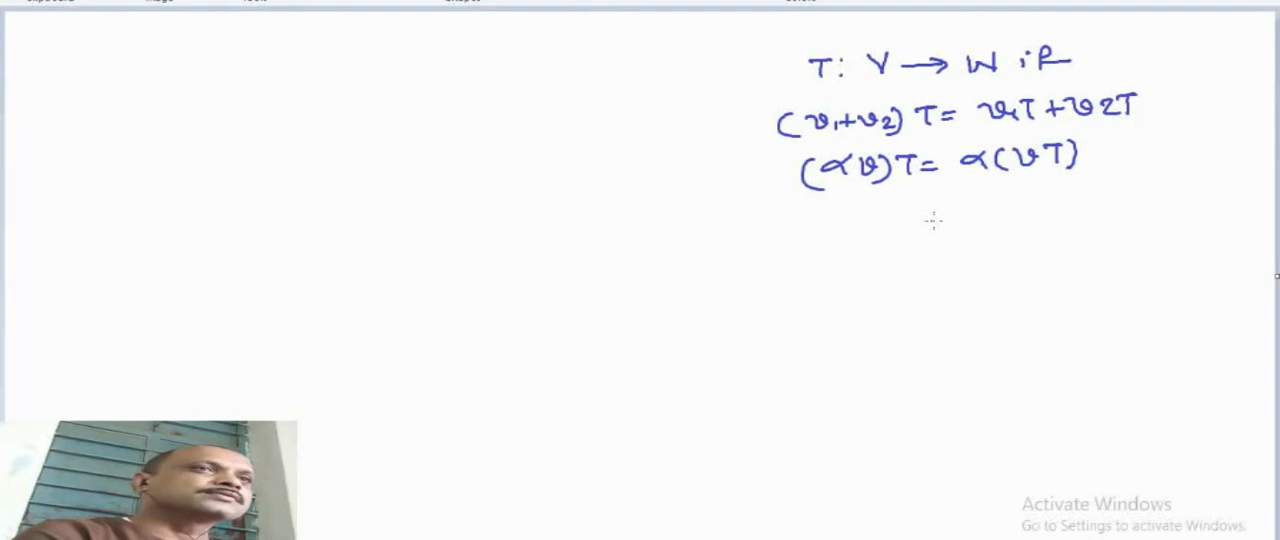 T: V → W if
(v1+v2) T= v1T + v2T
(αv)T= α(vT)
Activate Windows
Go to Settings to activate Windows.